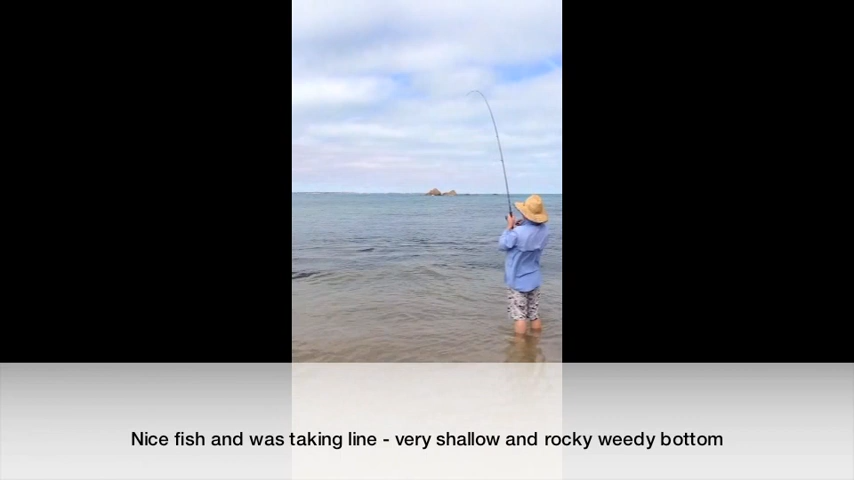 Nice fish and was taking line - very shallow and rocky weedy bottom